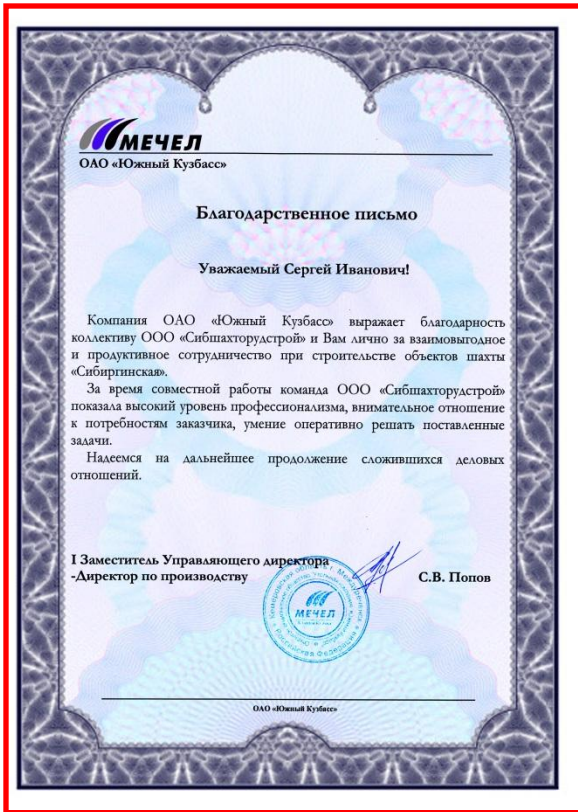 МЕЧЕЛ
ОАО «Южный Кузбасс»
Благодарственное письмо
Уважаемый Сергей Иванович!
Компания ОАО «Южный Кузбасс» выражает благодарность
коллективу ООО «Сибшахторудстрой» и Вам лично за взаимовыгодное
и продуктивное сотрудничество при строительстве объектов шахты
«Сибиргинская».
За время совместной работы команда ООО «Сибшахторудстрой»
показала высокий уровень профессионализма, внимательное отношение
к потребностям заказчика, умение оперативно решать поставленные
задачи.
Надеемся на дальнейшее продолжение сложившихся деловых
отношений.
I Заместитель Управляющего директора
-Директор по производству С.В. Попов
МЕЧЕЛ
Российская Федерация
ОАО «Южный Кузбасс»